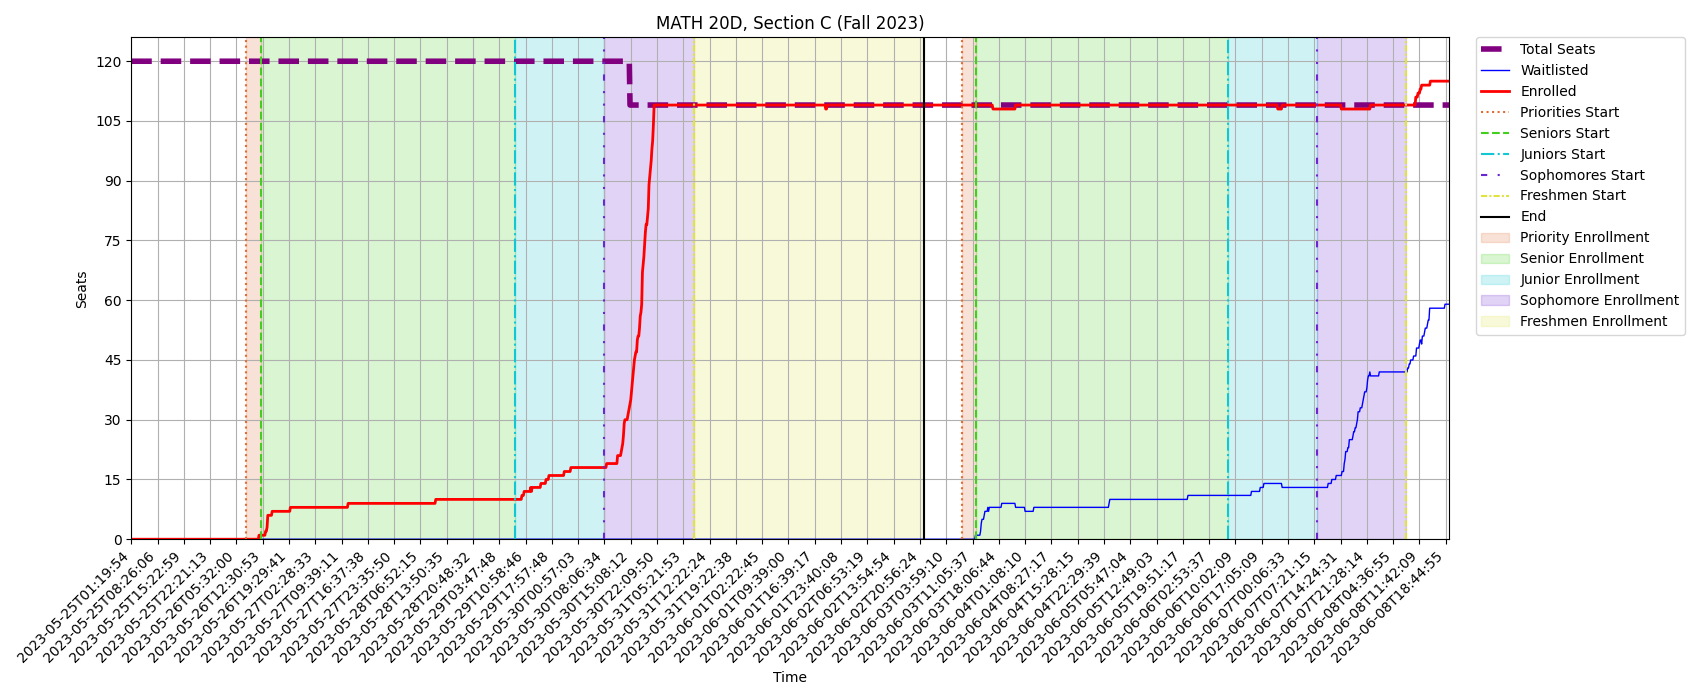 MATH 20D, Section C (Fall 2023)
Seats
120
105
90
75
60
45
30
15
0
2023-05-25T01:19:54
2023-05-25T08:26:06
2023-05-25T15:22:59
2023-05-25T22:21:13
2023-05-26T05:32:00
2023-05-26T12:30:53
2023-05-26T19:29:41
2023-05-27T02:28:33
2023-05-27T09:39:11
2023-05-27T16:37:38
2023-05-27T23:35:50
2023-05-28T06:52:15
2023-05-28T13:50:35
2023-05-28T20:48:32
2023-05-29T03:47:48
2023-05-29T10:58:46
2023-05-29T17:57:48
2023-05-30T00:57:03
2023-05-30T08:06:34
2023-05-30T15:08:12
2023-05-30T22:09:50
2023-05-31T05:21:53
2023-05-31T12:22:24
2023-05-31T19:22:38
2023-06-01T02:22:45
2023-06-01T09:39:00
2023-06-01T16:39:17
2023-06-01T23:40:08
2023-06-02T06:53:19
2023-06-02T13:54:54
2023-06-02T20:56:24
2023-06-03T03:59:10
2023-06-03T11:05:37
2023-06-03T18:06:44
2023-06-04T01:08:10
2023-06-04T08:27:17
2023-06-04T15:28:15
2023-06-04T22:29:39
2023-06-05T05:47:04
2023-06-05T12:49:03
2023-06-05T19:51:17
2023-06-06T02:53:37
2023-06-06T10:02:09
2023-06-06T17:05:09
2023-06-07T00:06:33
2023-06-07T07:21:15
2023-06-07T14:24:31
2023-06-07T21:28:14
2023-06-08T04:36:55
2023-06-08T11:42:09
2023-06-08T18:44:55
Time
Total Seats
Waitlisted
Enrolled
Priorities Start
Seniors Start
Juniors Start
Sophomores Start
Freshmen Start
End
Priority Enrollment
Senior Enrollment
Junior Enrollment
Sophomore Enrollment
Freshmen Enrollment